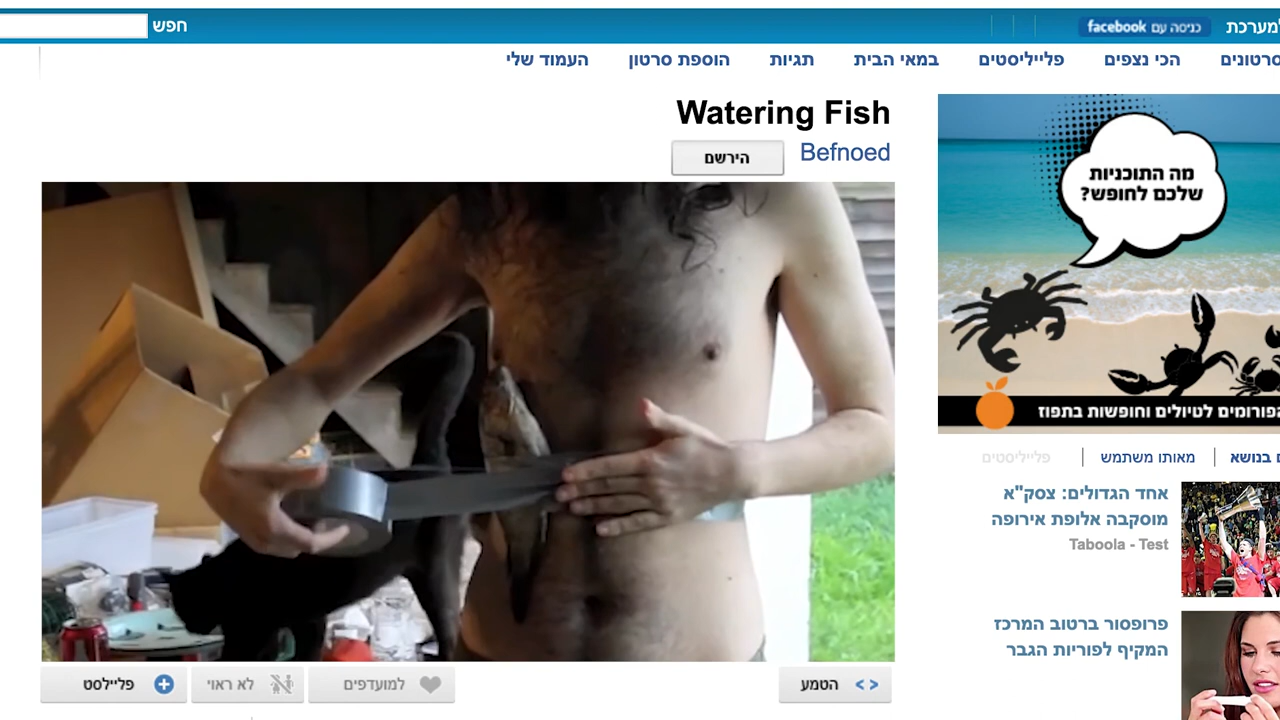 למערכת
כניסה עם facebook
חפש
סרטונים
הכי נצפים
פלייליסטים
במאי הבית
תגיות
הוספת סרטון
העמוד שלי
Watering Fish
Befnoed
הירשם
מה התוכניות
שלכם לחופש?
הפורומים לטיולים וחופשות בתפוז
בנושא
מאותו משתמש
פלייליסטים
אחד הגדולים: צסק"א
מוסקבה אלופת אירופה
Taboola - Test
פרופסור ברטוב המרכז
המקיף לפוריות הגבר
הטמע
למועדפים
לא ראוי
פליילסט